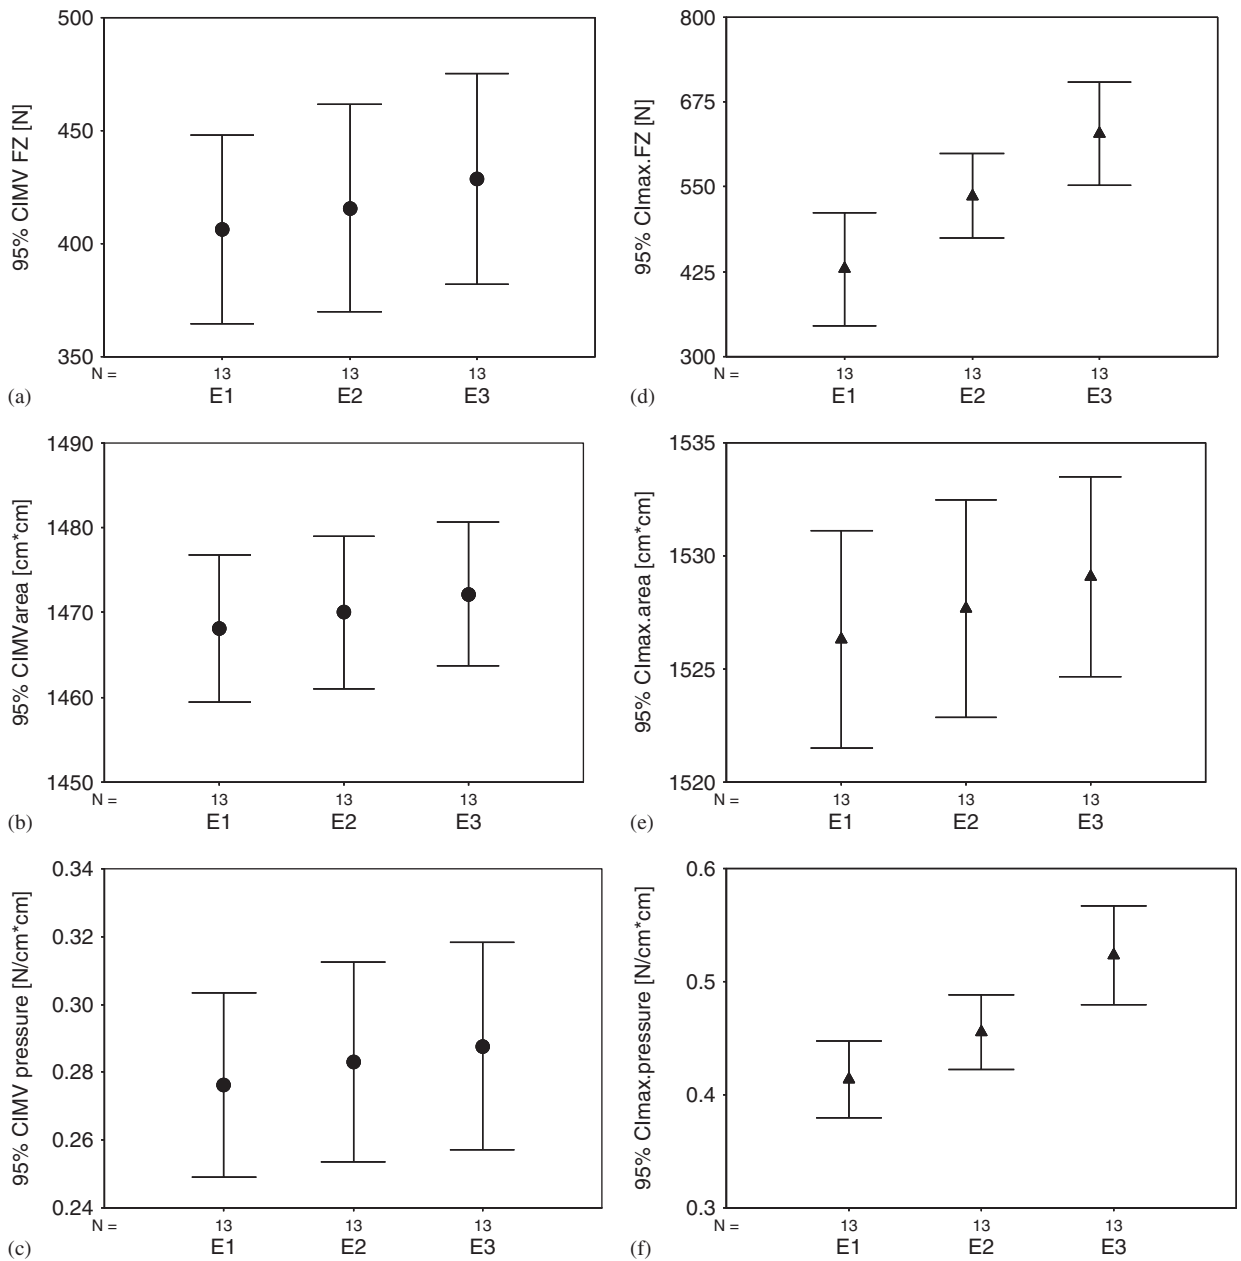 95% CIMV FZ [N]
500
450
400
350
N = 13 13 13
(a) E1 E2 E3
95% CImax.FZ [N]
800
675
550
425
300
N = 13 13 13
(d) E1 E2 E3
95% CIMVarea [cm*cm]
1490
1480
1470
1460
1450
N = 13 13 13
(b) E1 E2 E3
95% CImax.area [cm*cm]
1535
1530
1525
1520
N = 13 13 13
(e) E1 E2 E3
95% CIMV pressure [N/cm*cm]
0.34
0.32
0.30
0.28
0.26
0.24
N = 13 13 13
(c) E1 E2 E3
95% CImax.pressure [N/cm*cm]
0.6
0.5
0.4
0.3
N = 13 13 13
(f) E1 E2 E3